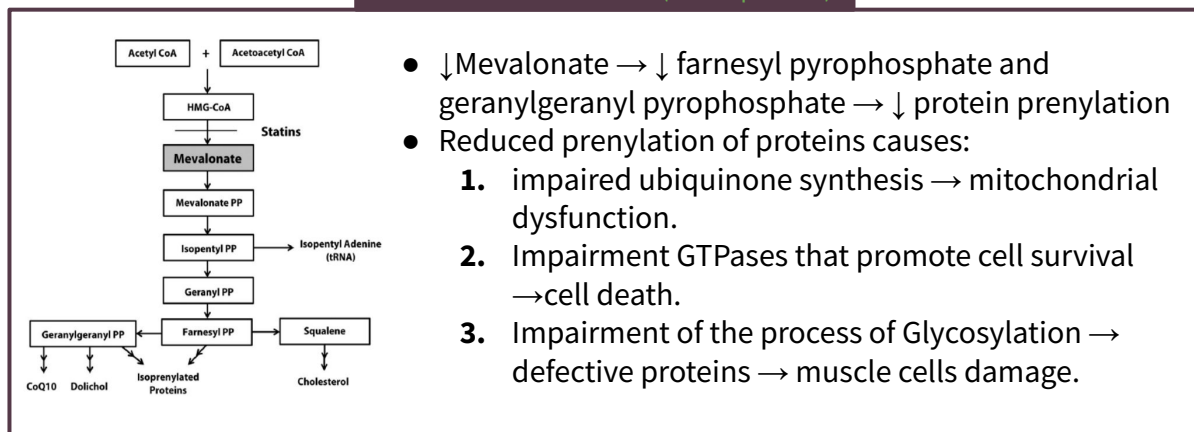 Acetyl CoA + Acetoacetyl CoA
HMG-CoA
Statins
Mevalonate
Mevalonate PP
Isopentyl PP
Isopentyl Adenine
(tRNA)
Geranyl PP
Geranylgeranyl PP
Farnesyl PP
Squalene
CoQ10
Dolichol
Isoprenylated
Proteins
Cholesterol
● ↓Mevalonate → ↓ farnesyl pyrophosphate and
geranylgeranyl pyrophosphate → ↓ protein prenylation
● Reduced prenylation of proteins causes:
1. impaired ubiquinone synthesis → mitochondrial
dysfunction.
2. Impairment GTPases that promote cell survival
→cell death.
3. Impairment of the process of Glycosylation →
defective proteins → muscle cells damage.